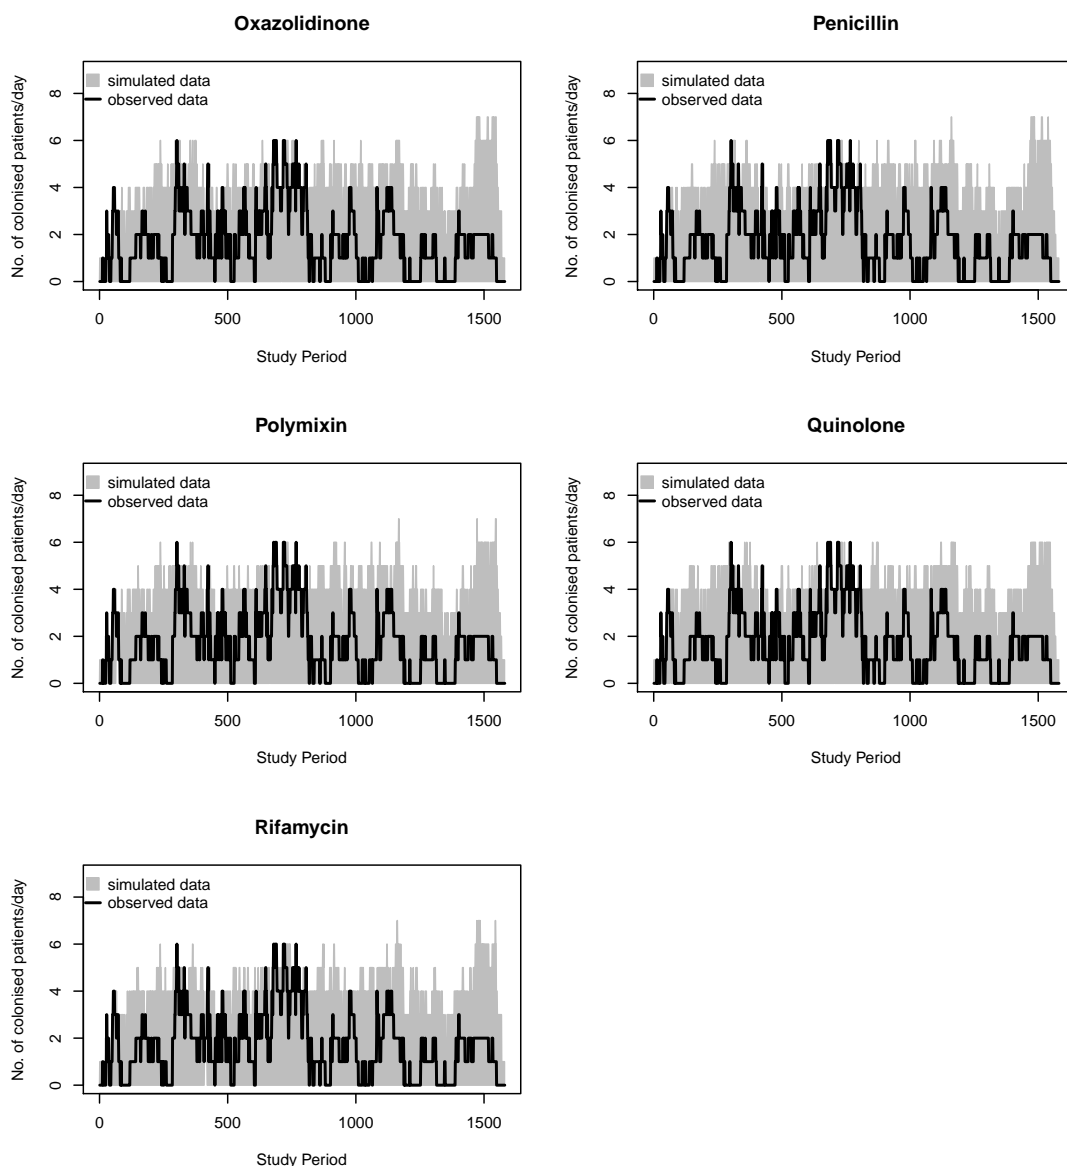 Oxazolidinone
No. of colonised patients/day
8
6
4
2
0
simulated data
observed data
0 500 1000 1500
Study Period
Penicillin
No. of colonised patients/day
8
6
4
2
0
simulated data
observed data
0 500 1000 1500
Study Period
Polymixin
No. of colonised patients/day
8
6
4
2
0
simulated data
observed data
0 500 1000 1500
Study Period
Quinolone
No. of colonised patients/day
8
6
4
2
0
simulated data
observed data
0 500 1000 1500
Study Period
Rifamycin
No. of colonised patients/day
8
6
4
2
0
simulated data
observed data
0 500 1000 1500
Study Period